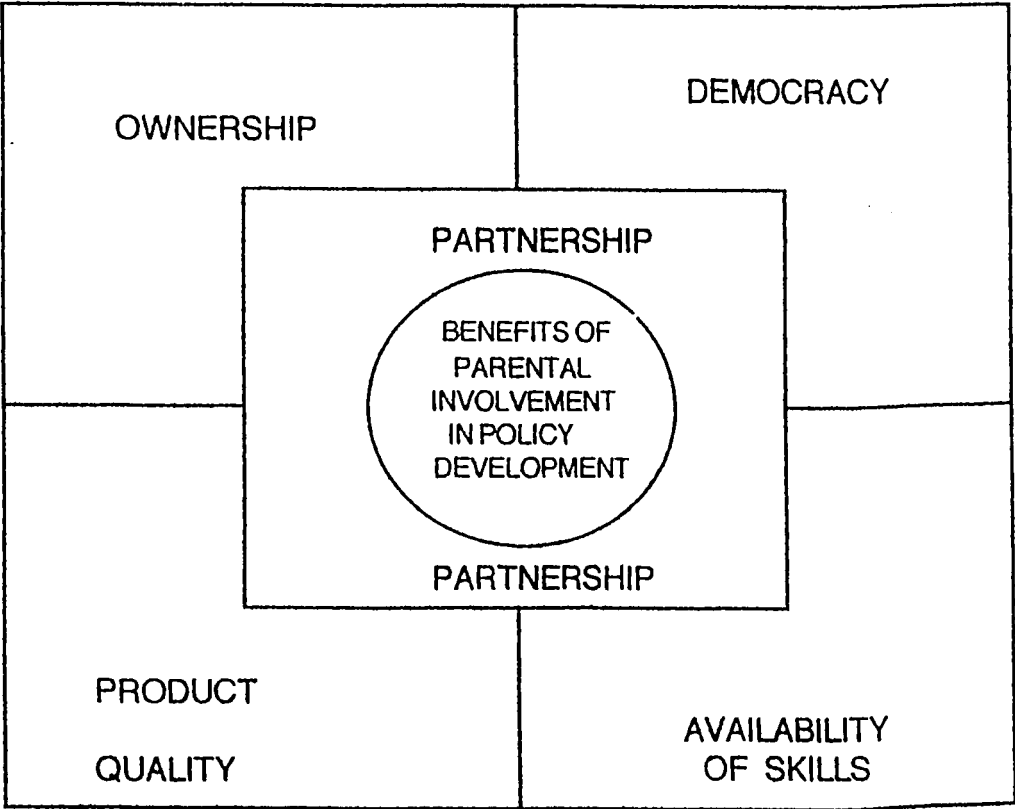 OWNERSHIP
DEMOCRACY
PARTNERSHIP
BENEFITS OF
PARENTAL
INVOLVEMENT
IN POLICY
DEVELOPMENT
PARTNERSHIP
PRODUCT
QUALITY
AVAILABILITY
OF SKILLS